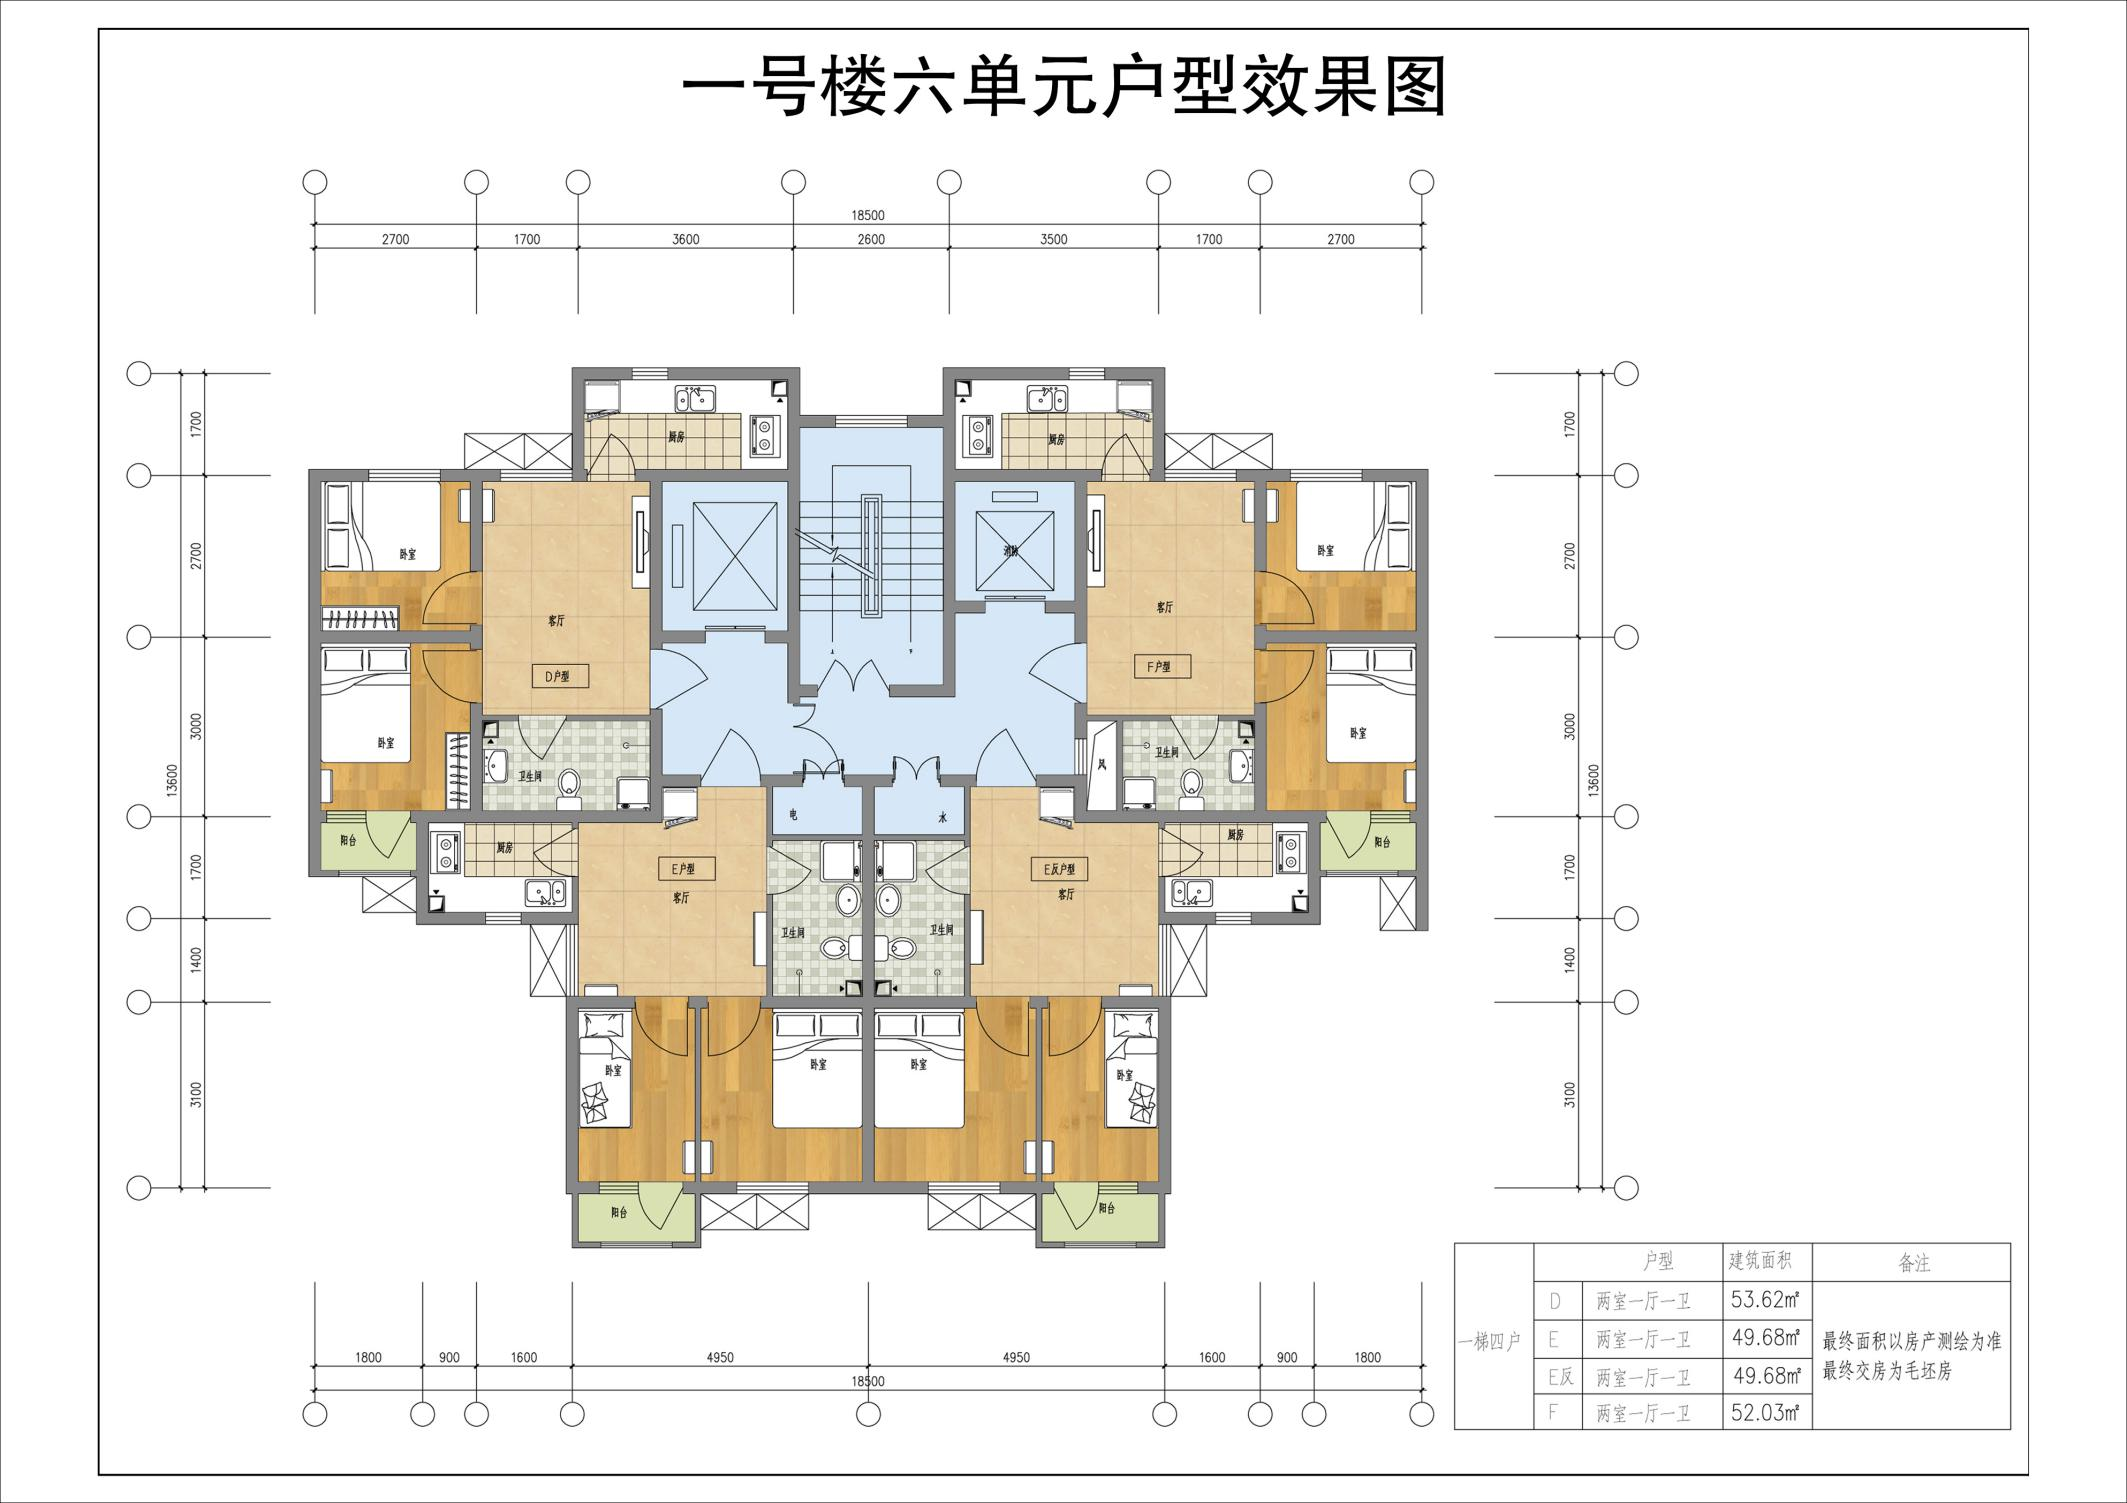 一号楼六单元户型效果图
18500
2700 1700 3600 2600 3500 1700 2700
1700
2700
3000
13600
1700
1400
3100
1700
2700
3000
13600
1700
1400
3100
厨房
厨房
卧室
客厅
D户型
消防
客厅
F户型
卧室
卧室
卫生间
卫生间
风
卧室
阳台
厨房
电
水
厨房
阳台
E户型
客厅
E反户型
客厅
卫生间
卫生间
卧室
卧室
卧室
卧室
阳台
阳台
1800 900 1600 4950 4950 1600 900 1800
18500
户型 建筑面积 备注
一梯四户
D 两室一厅一卫 53.62㎡
E 两室一厅一卫 49.68㎡
E反 两室一厅一卫 49.68㎡
F 两室一厅一卫 52.03㎡
最终面积以房产测绘为准
最终交房为毛坯房